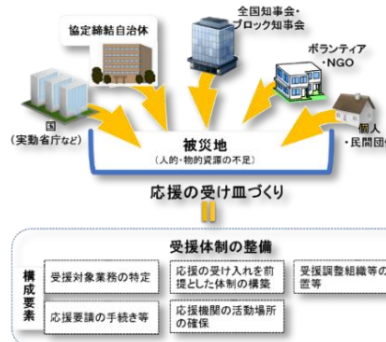 全国知事会・
ブロック知事会
協定締結自治体
ボランティア
・NGO
国
(実動省庁など)
個人
・民間団体
被災地
(人的・物的資源の不足)
応援の受け皿づくり
受援体制の整備
構成要素
受援対象業務の特定
応援の受け入れを前
提とした体制の構築
受援調整組織等の
置等
応援要請の手続き等
応援機関の活動場所
の確保